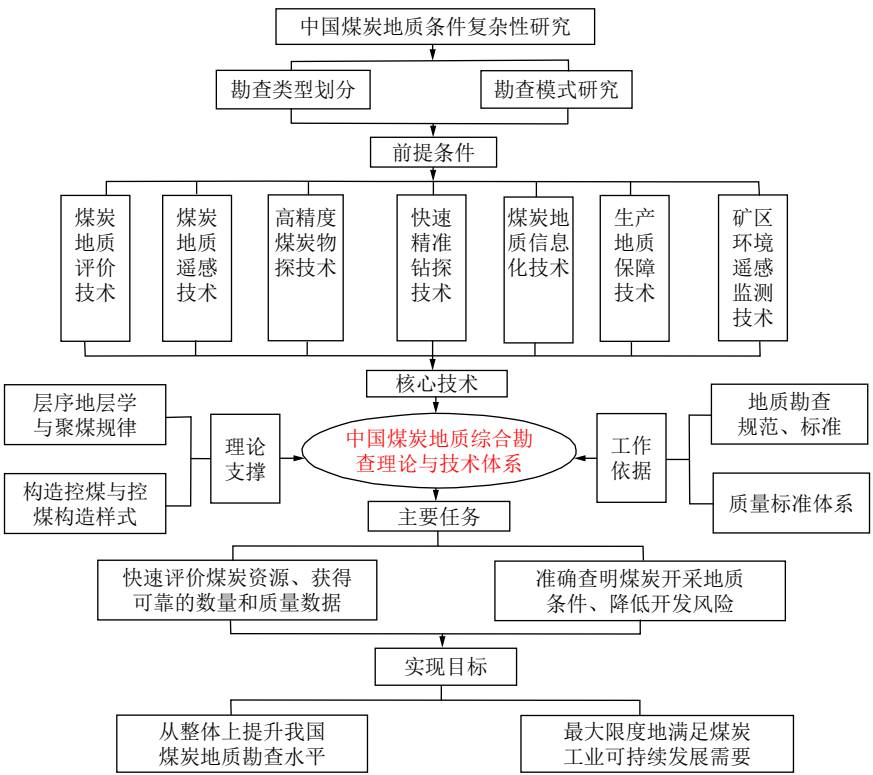 中国煤炭地质条件复杂性研究
勘查类型划分
勘查模式研究
前提条件
煤炭
地质
评价
技术
煤炭
地质
遥感
技术
高精度
煤炭物
探技术
快速
精准
钻探
技术
煤炭地
质信息
化技术
生产
地质
保障
技术
矿区
环境
遥感
监测
技术
核心技术
层序地层学
与聚煤规律
构造控煤与控
煤构造样式
理论
支撑
中国煤炭地质综合勘
查理论与技术体系
工作
依据
地质勘查
规范、标准
质量标准体系
主要任务
快速评价煤炭资源、获得
可靠的数量和质量数据
准确查明煤炭开采地质
条件、降低开发风险
实现目标
从整体上提升我国
煤炭地质勘查水平
最大限度地满足煤炭
工业可持续发展需要